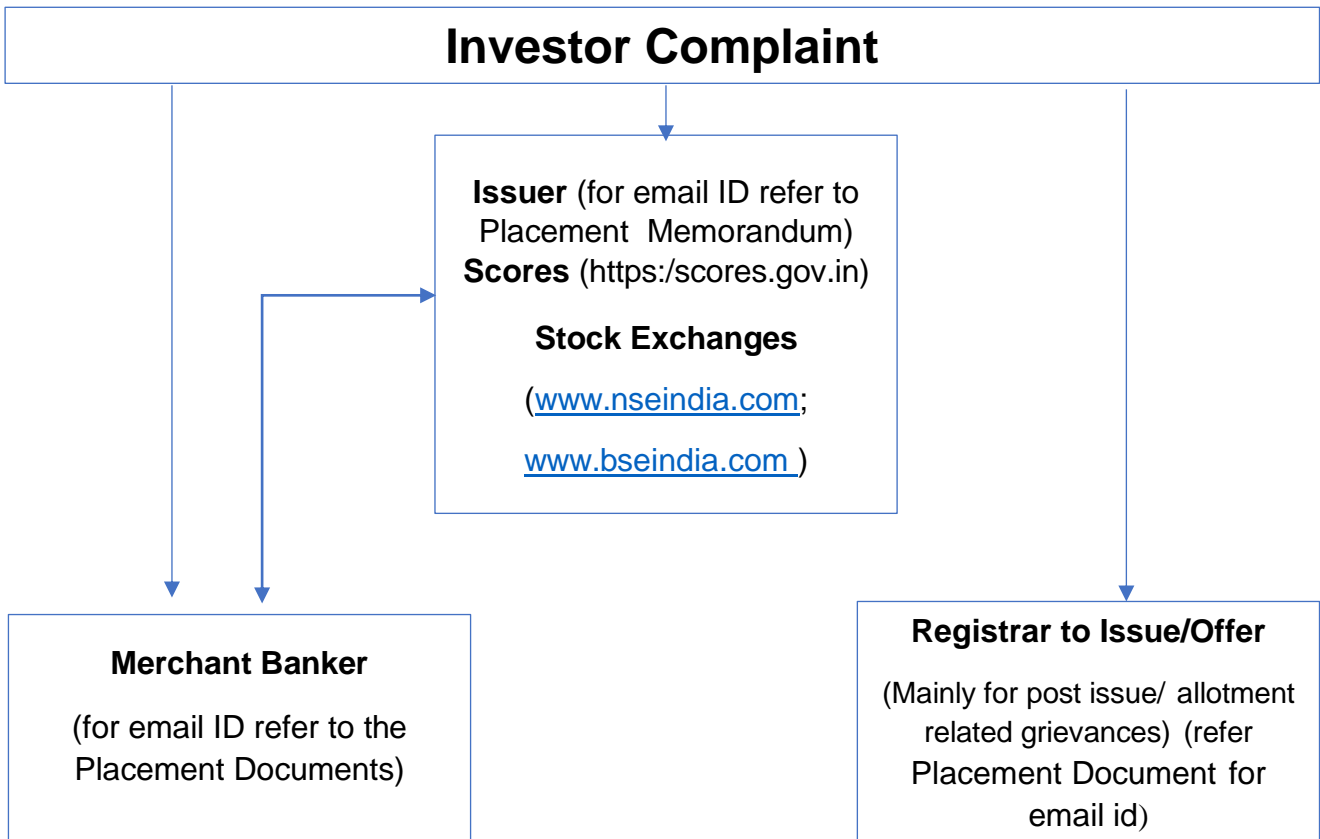 Investor Complaint
Issuer (for email ID refer to
Placement Memorandum)
Scores (https:/scores.gov.in)
Stock Exchanges
(www.nseindia.com;
www.bseindia.com )
Merchant Banker
(for email ID refer to the
Placement Documents)
Registrar to Issue/Offer
(Mainly for post issue/ allotment
related grievances) (refer
Placement Document for
email id)